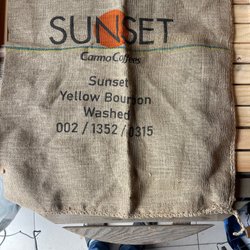 SUNSET
CarmoCoffees
Sunset
Yellow Bourbon
Washed
002 / 1352 / 0315